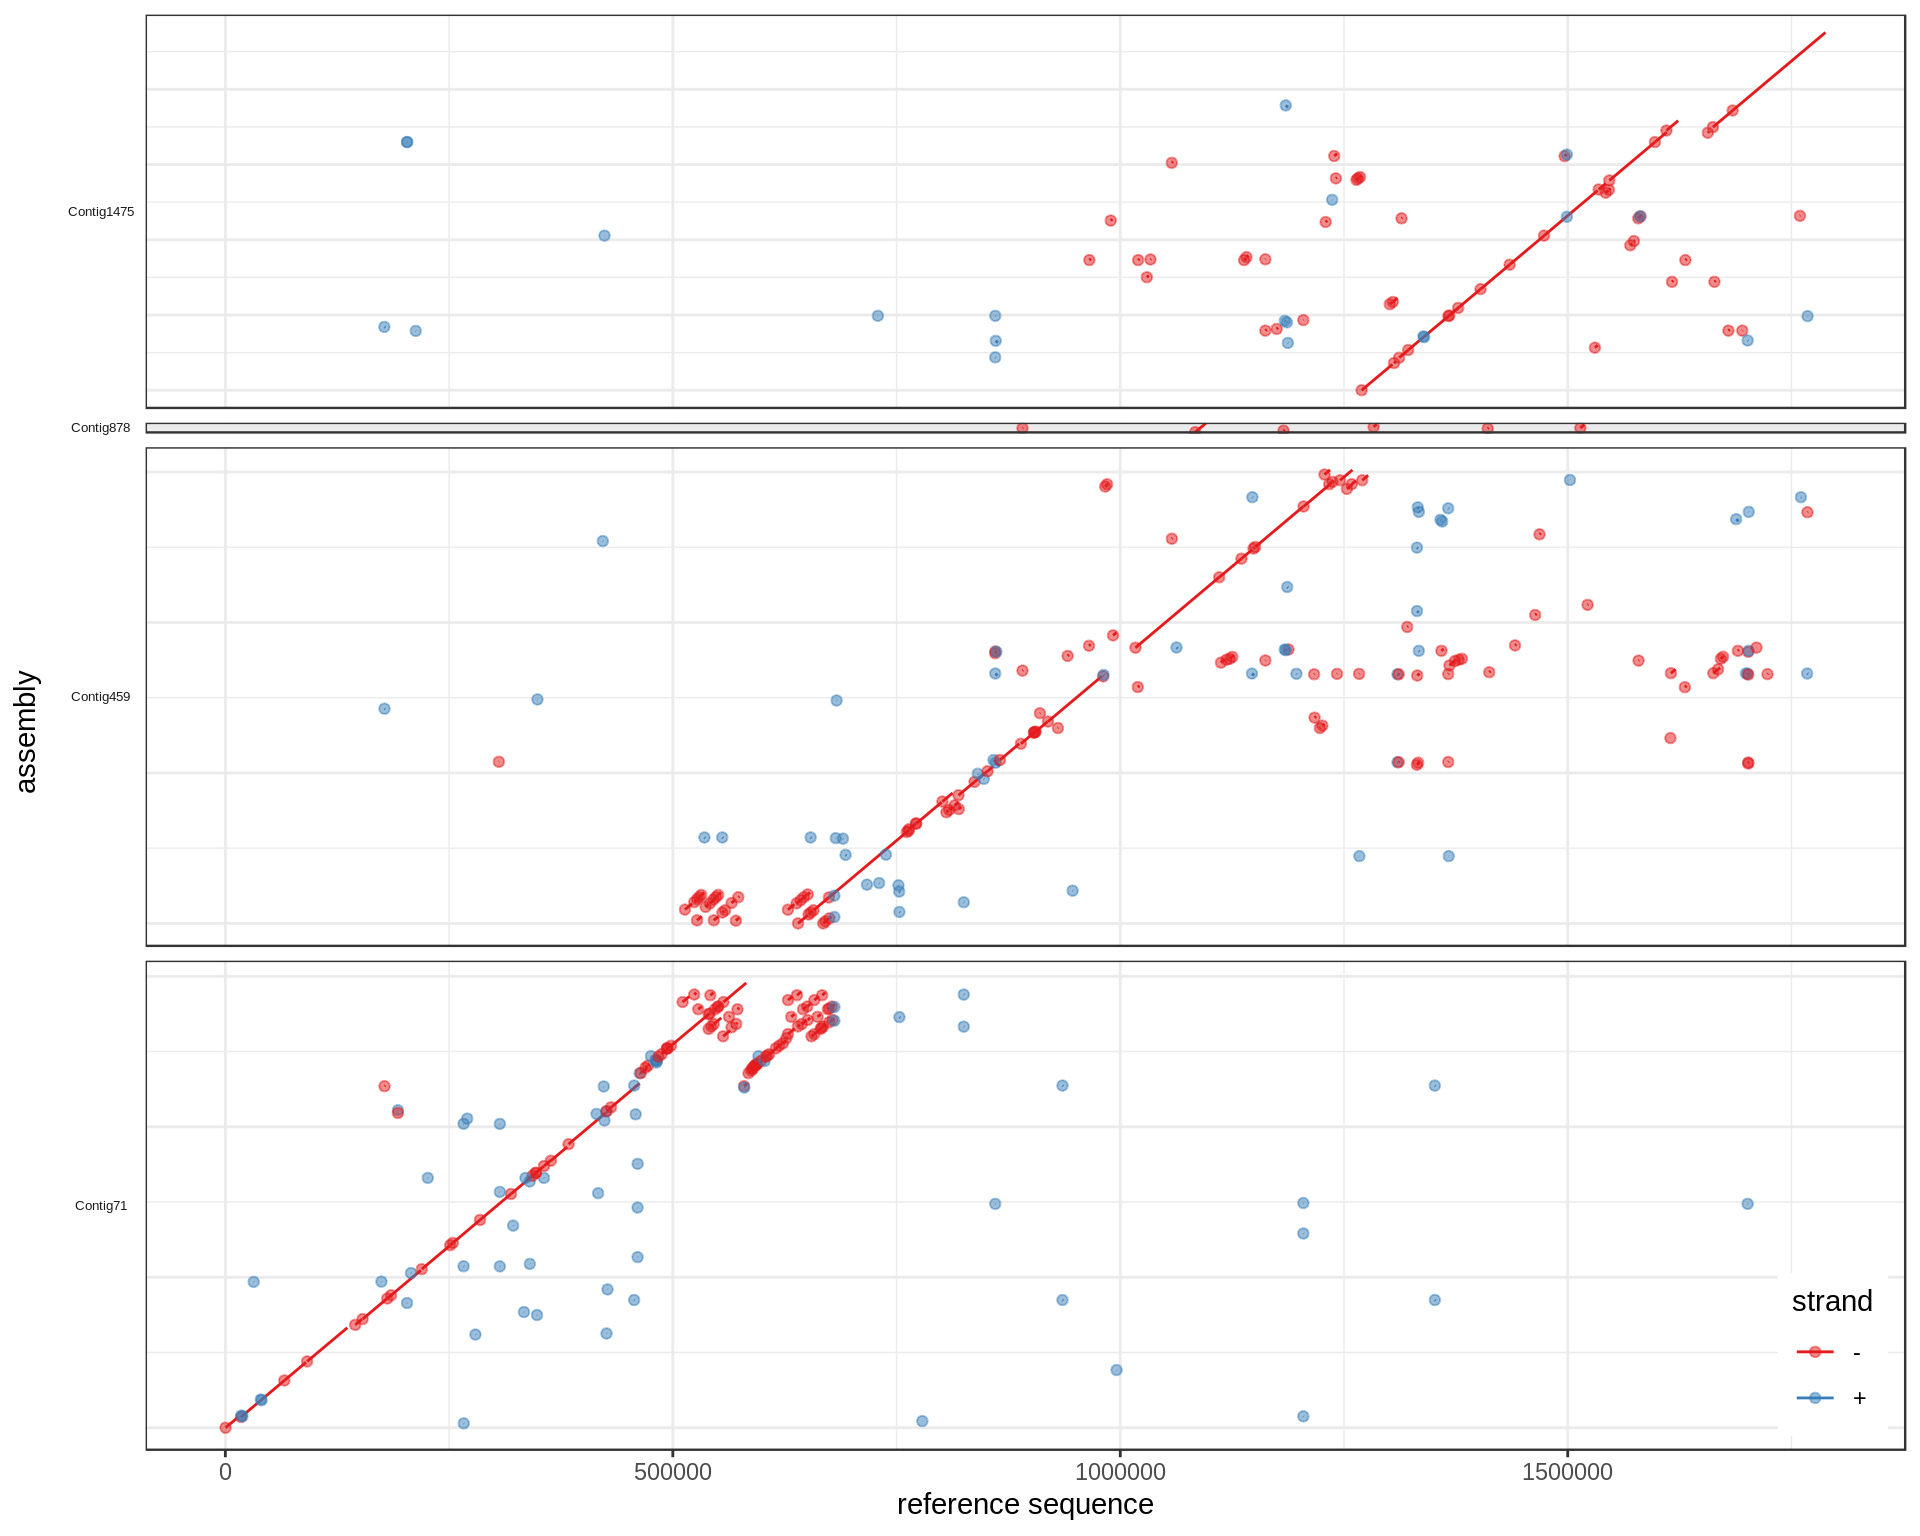 Contig1475
Contig878
Contig459
Contig71
assembly
strand
-
+
0 500000 1000000 1500000
reference sequence